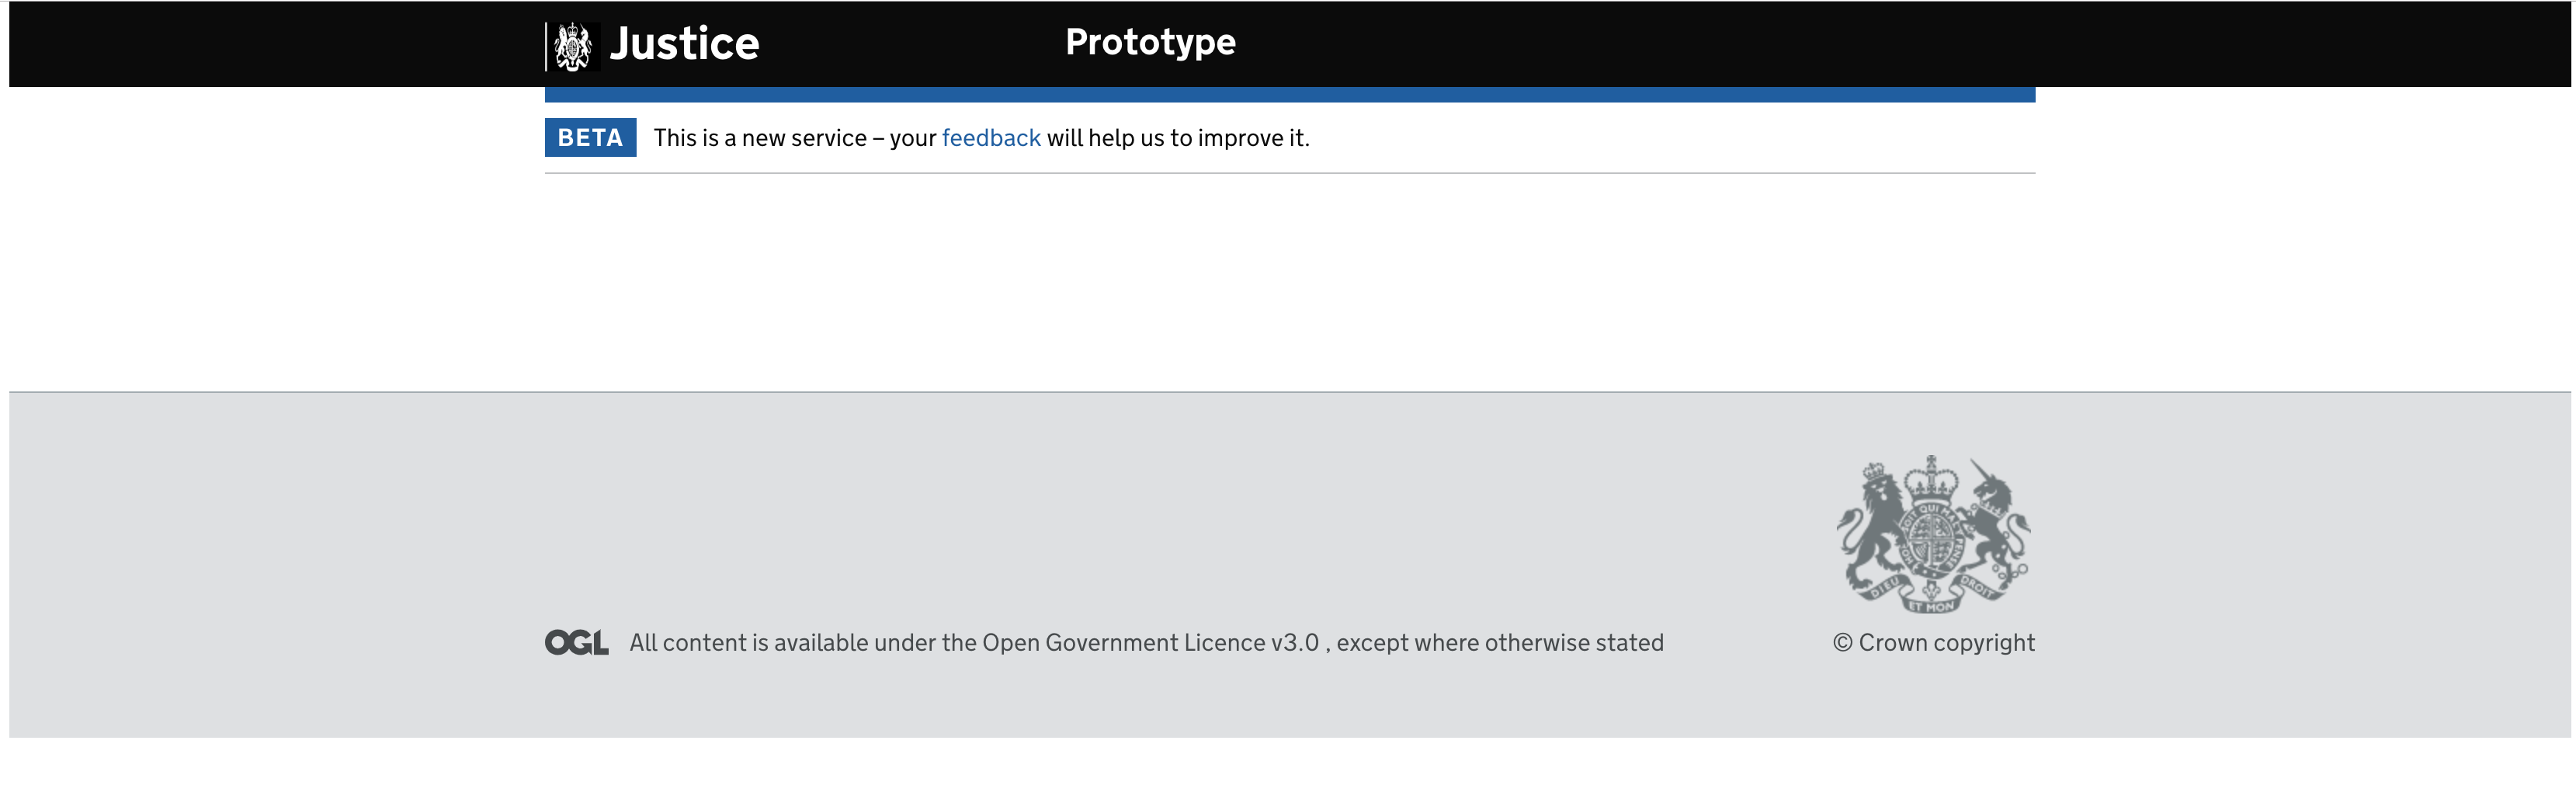 Justice
Prototype
BETA This is a new service – your feedback will help us to improve it.
OGL All content is available under the Open Government Licence v3.0 , except where otherwise stated
DIEU ET MON DROIT
© Crown copyright